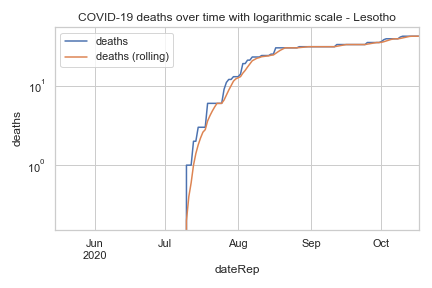 COVID-19 deaths over time with logarithmic scale - Lesotho
deaths
deaths (rolling)
10¹
10⁰
deaths
Jun Jul Aug Sep Oct
2020
dateRep